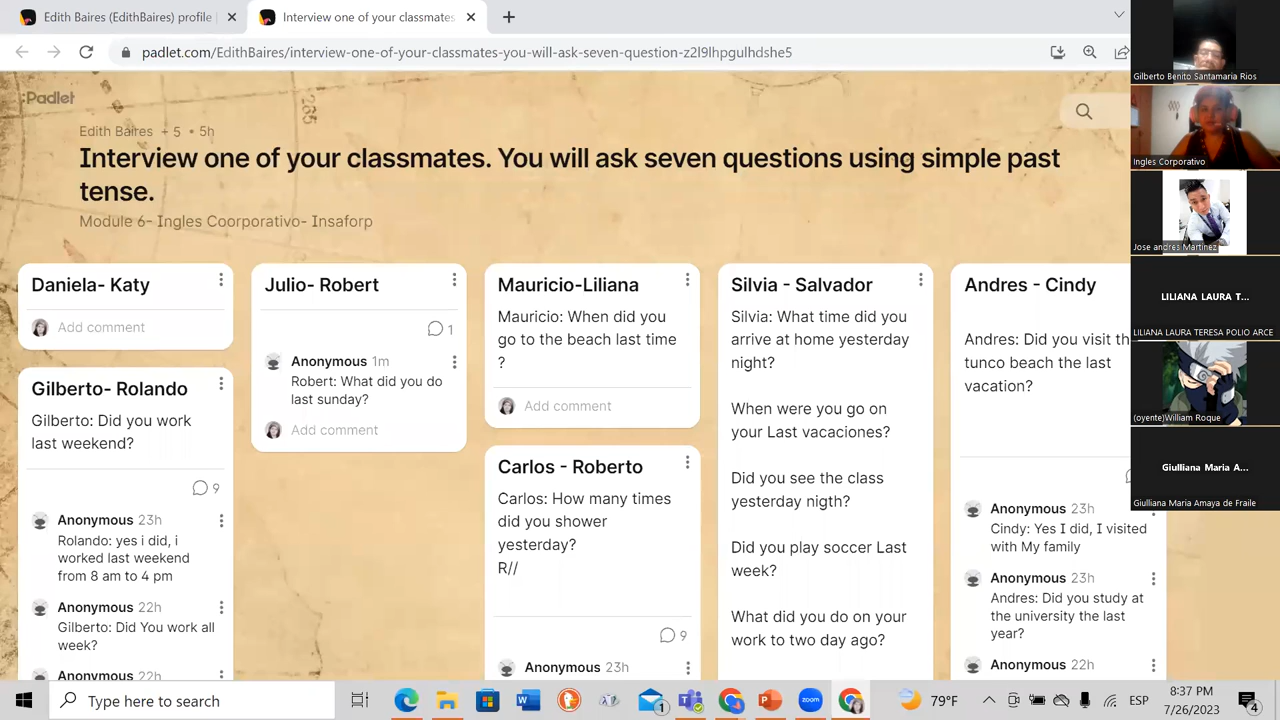 Edith Baires (EdithBaires) profile |
Interview one of your classmates
padlet.com/EdithBaires/interview-one-of-your-classmates-you-will-ask-seven-question-z2l9lhpgulhdshe5
:Padlet
Edith Baires + 5 • 5h
Interview one of your classmates. You will ask seven questions using simple past
tense.
Module 6- Ingles Coorporativo- Insaforp
Daniela- Katy
Add comment
Gilberto- Rolando
Gilberto: Did you work
last weekend?
9
Anonymous 23h
Rolando: yes i did, i
worked last weekend
from 8 am to 4 pm
Anonymous 22h
Gilberto: Did You work all
week?
Anonymous 22h
Julio- Robert
1
Anonymous 1m
Robert: What did you do
last sunday?
Add comment
Mauricio-Liliana
Mauricio: When did you
go to the beach last time
?
Add comment
Carlos - Roberto
Carlos: How many times
did you shower
yesterday?
R//
9
Anonymous 23h
Silvia - Salvador
Silvia: What time did you
arrive at home yesterday
night?
When were you go on
your Last vacaciones?
Did you see the class
yesterday nigth?
Did you play soccer Last
week?
What did you do on your
work to two day ago?
Andres - Cindy
Andres: Did you visit th
tunco beach the last
vacation?
Anonymous 23h
Cindy: Yes I did, I visited
with My family
Anonymous 23h
Andres: Did you study at
the university the last
year?
Anonymous 22h
Gilberto Benito Santamaria Rios
Ingles Corporativo
Jose andres Martinez
LILIANA LAURA T...
LILIANA LAURA TERESA POLIO ARCE
(oyente)William Roque
Giulliana Maria A...
Giulliana Maria Amaya de Fraile
Type here to search
1
zoom
79°F
ESP
8:37 PM
7/26/2023
4